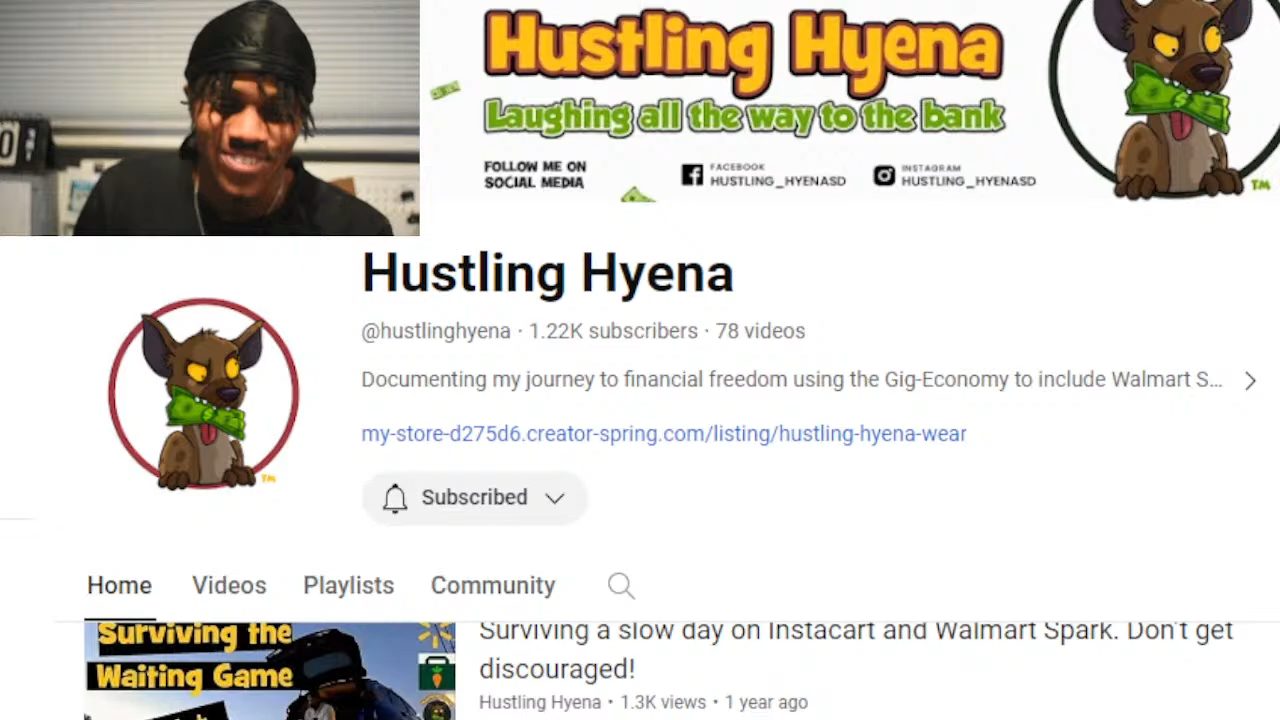 0
Hustling Hyena
Laughing all the way to the bank
FOLLOW ME ON
SOCIAL MEDIA
FACEBOOK
HUSTLING_HYENASD
INSTAGRAM
HUSTLING_HYENASD
TM
Hustling Hyena
@hustlinghyena · 1.22K subscribers · 78 videos
Documenting my journey to financial freedom using the Gig-Economy to include Walmart S...
my-store-d275d6.creator-spring.com/listing/hustling-hyena-wear
TM
Subscribed
Home Videos Playlists Community
Surviving the
Waiting Game
Surviving a slow day on Instacart and Walmart Spark. Don't get
discouraged!
Hustling Hyena • 1.3K views • 1 year ago